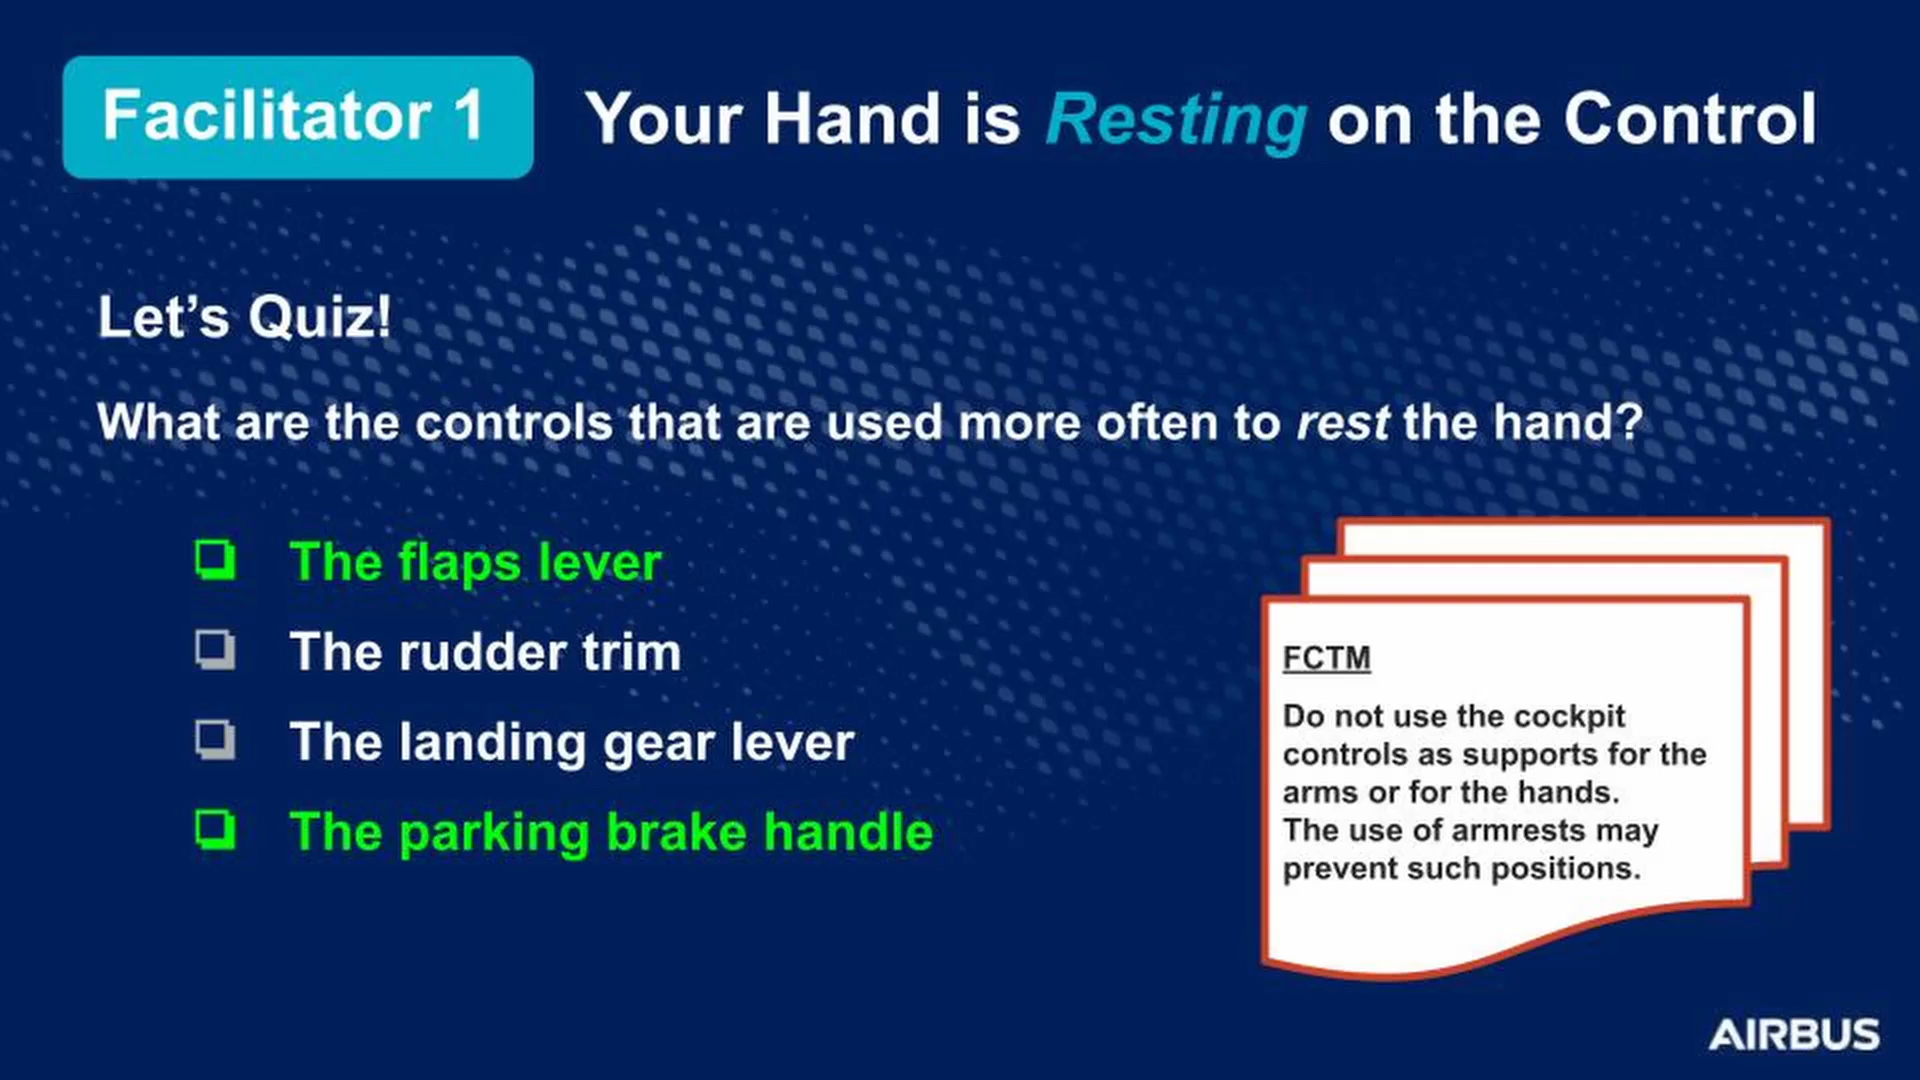 Facilitator 1
Your Hand is Resting on the Control
Let’s Quiz!
What are the controls that are used more often to rest the hand?
The flaps lever
The rudder trim
The landing gear lever
The parking brake handle
FCTM
Do not use the cockpit
controls as supports for the
arms or for the hands.
The use of armrests may
prevent such positions.
AIRBUS